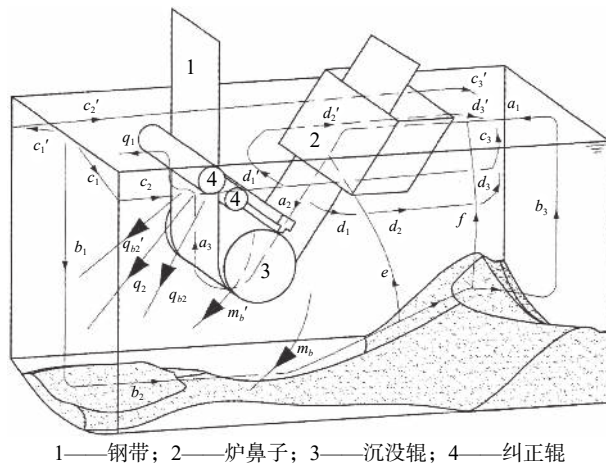 1
c₂′
c₃′
d₂′
d₃′
a₁
2
c₁′
q₁
c₃
c₁
c₂
4
4
d₁′
a₂
d₃
d₁
d₂
f
b₃
b₁
q_b2′
a₃
3
q₂
q_b2
e
m_b′
m_b
b₂
1——钢带；2——炉鼻子；3——沉没辊；4——纠正辊